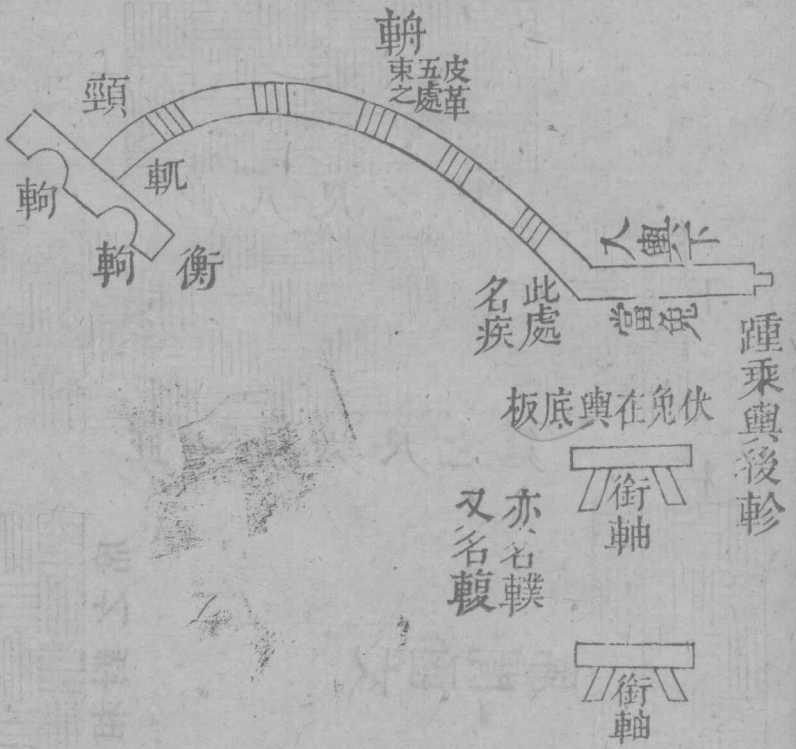 輈
皮革
五處
束之
頸
軏
軥
軥
衡
入輿下
當兔
此處
名疾
踵乘輿後軫
伏兔在輿底板
銜軸
亦名轐
又名輹
銜軸